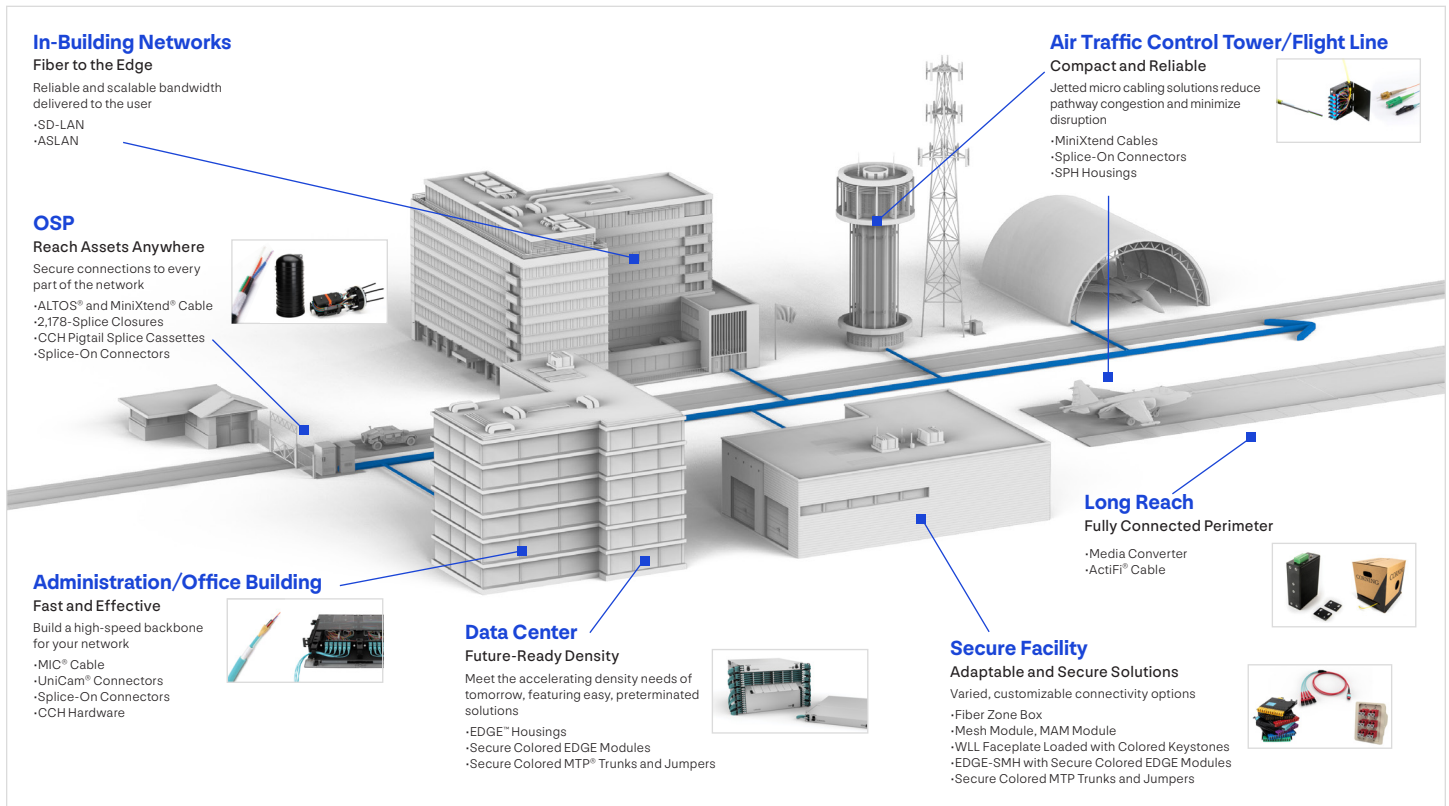 In-Building Networks
Fiber to the Edge
Reliable and scalable bandwidth
delivered to the user
•SD-LAN
•ASLAN
OSP
Reach Assets Anywhere
Secure connections to every
part of the network
•ALTOS® and MiniXtend® Cable
•2,178-Splice Closures
•CCH Pigtail Splice Cassettes
•Splice-On Connectors
Air Traffic Control Tower/Flight Line
Compact and Reliable
Jetted micro cabling solutions reduce
pathway congestion and minimize
disruption
•MiniXtend Cables
•Splice-On Connectors
•SPH Housings
Administration/Office Building
Fast and Effective
Build a high-speed backbone
for your network
•MIC® Cable
•UniCam® Connectors
•Splice-On Connectors
•CCH Hardware
Data Center
Future-Ready Density
Meet the accelerating density needs of
tomorrow, featuring easy, preterminated
solutions
•EDGE™ Housings
•Secure Colored EDGE Modules
•Secure Colored MTP® Trunks and Jumpers
Long Reach
Fully Connected Perimeter
•Media Converter
•ActiFi® Cable
CORNING
Secure Facility
Adaptable and Secure Solutions
Varied, customizable connectivity options
•Fiber Zone Box
•Mesh Module, MAM Module
•WLL Faceplate Loaded with Colored Keystones
•EDGE-SMH with Secure Colored EDGE Modules
•Secure Colored MTP Trunks and Jumpers